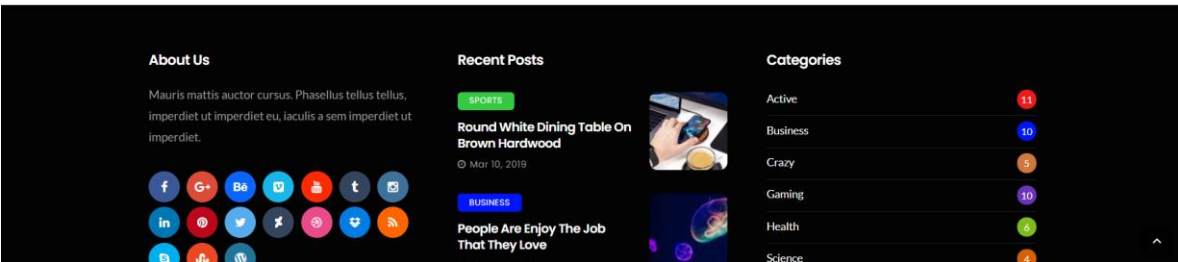 About Us
Mauris mattis auctor cursus. Phasellus tellus tellus,
imperdiet ut imperdiet eu, iaculis a sem imperdiet ut
imperdiet.
f G+ Bē t
in
Recent Posts
SPORTS
Round White Dining Table On
Brown Hardwood
Mar 10, 2019
BUSINESS
People Are Enjoy The Job
That They Love
Categories
Active 11
Business 10
Crazy 5
Gaming 10
Health 6
Science 4